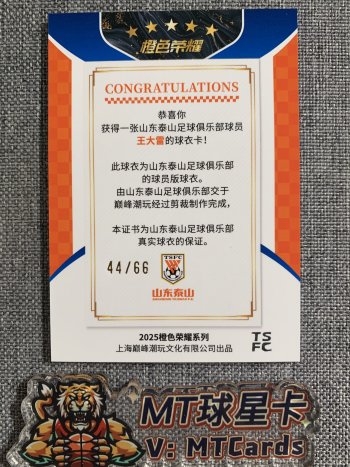 橙色荣耀
CONGRATULATIONS
恭喜你
获得一张山东泰山足球俱乐部球员
王大雷的球衣卡!
此球衣为山东泰山足球俱乐部
的球员版球衣。
由山东泰山足球俱乐部交于
巅峰潮玩经过剪裁制作完成,
本证书为山东泰山足球俱乐部
真实球衣的保证。
44/66
TSFC
山东泰山
2025橙色荣耀系列
上海巅峰潮玩文化有限公司出品
TS
FC
MT球星卡
V: MTCards